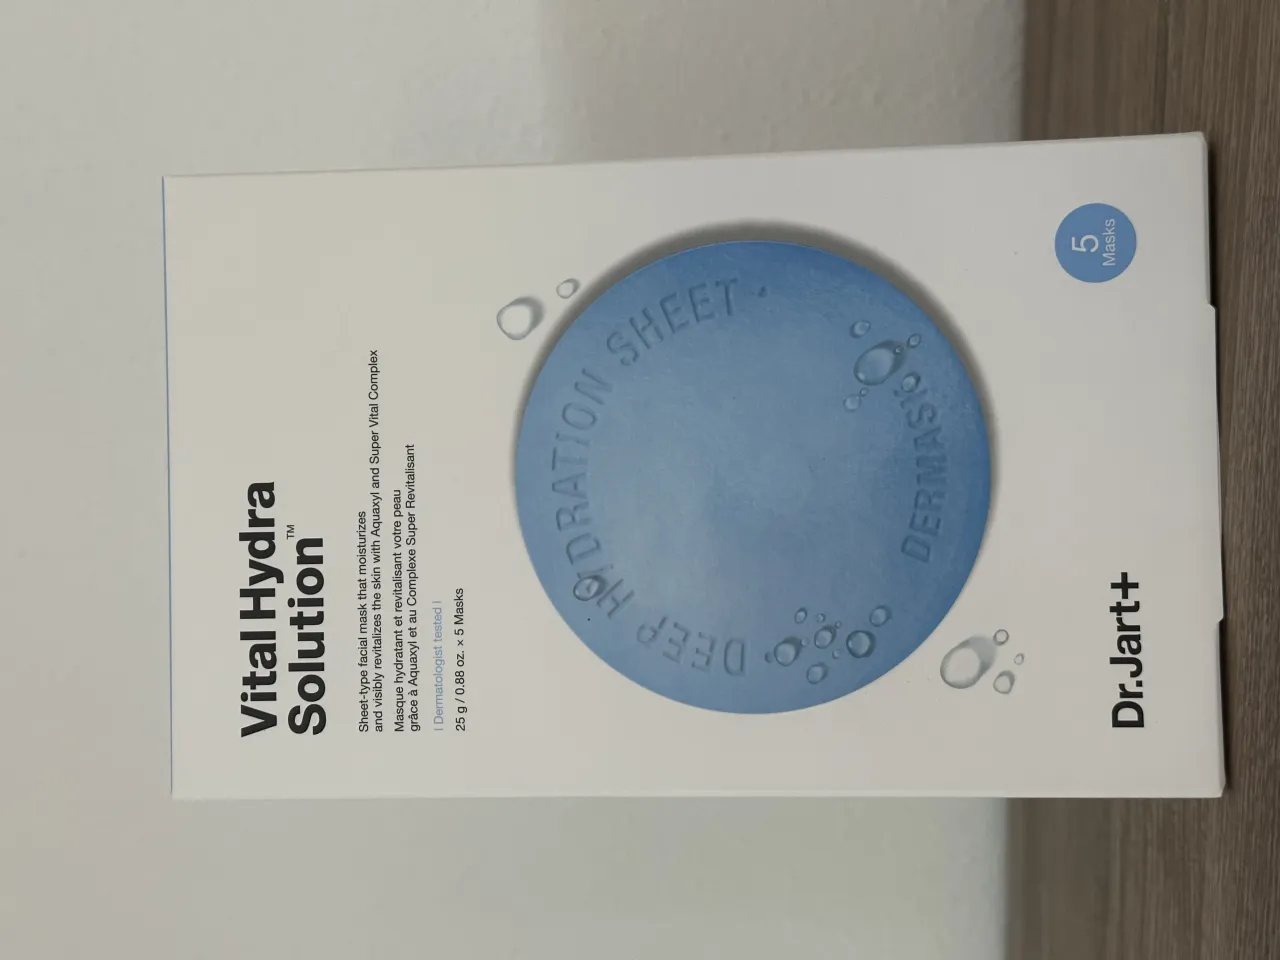 Vital Hydra
Solution™
Sheet-type facial mask that moisturizes
and visibly revitalizes the skin with Aquaxyl and Super Vital Complex
Masque hydratant et revitalisant votre peau
grâce à Aquaxyl et au Complexe Super Revitalisant
| Dermatologist tested |
25 g / 0.88 oz. x 5 Masks
DEEP HYDRATION SHEET
DERMASK
Dr.Jart+
5
Masks